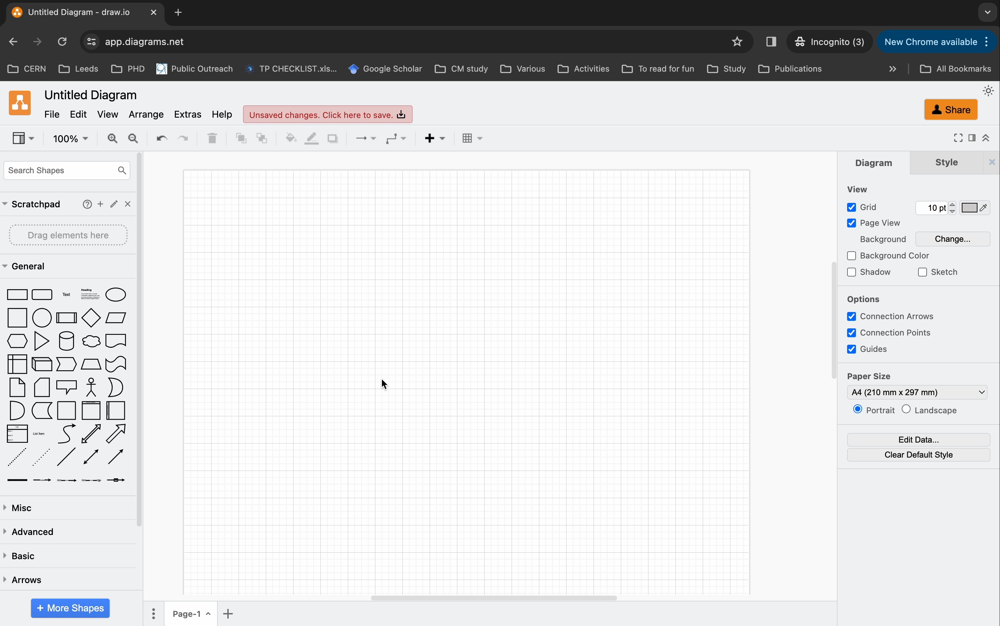 Untitled Diagram - draw.io
app.diagrams.net
Incognito (3)
New Chrome available
CERN
Leeds
PHD
Public Outreach
TP CHECKLIST.xls...
Google Scholar
CM study
Various
Activities
To read for fun
Study
Publications
All Bookmarks
Untitled Diagram
File Edit View Arrange Extras Help
Unsaved changes. Click here to save.
Share
100%
Search Shapes
Scratchpad
Drag elements here
General
Text
Heading
List
List Item
Misc
Advanced
Basic
Arrows
+ More Shapes
Page-1
Diagram
Style
View
Grid
10 pt
Page View
Background
Change...
Background Color
Shadow
Sketch
Options
Connection Arrows
Connection Points
Guides
Paper Size
A4 (210 mm x 297 mm)
Portrait
Landscape
Edit Data...
Clear Default Style